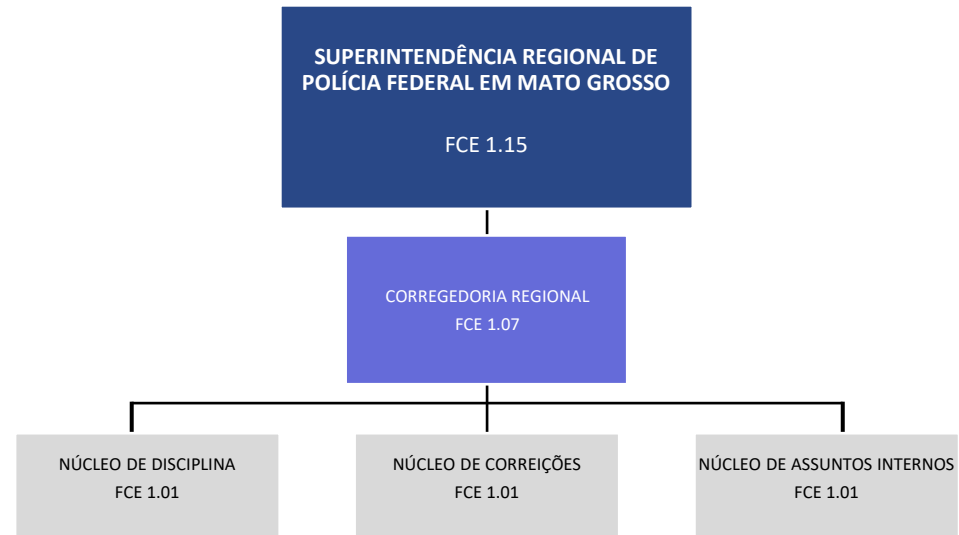 SUPERINTENDÊNCIA REGIONAL DE
POLÍCIA FEDERAL EM MATO GROSSO
FCE 1.15
CORREGEDORIA REGIONAL
FCE 1.07
NÚCLEO DE DISCIPLINA
FCE 1.01
NÚCLEO DE CORREIÇÕES
FCE 1.01
NÚCLEO DE ASSUNTOS INTERNOS
FCE 1.01